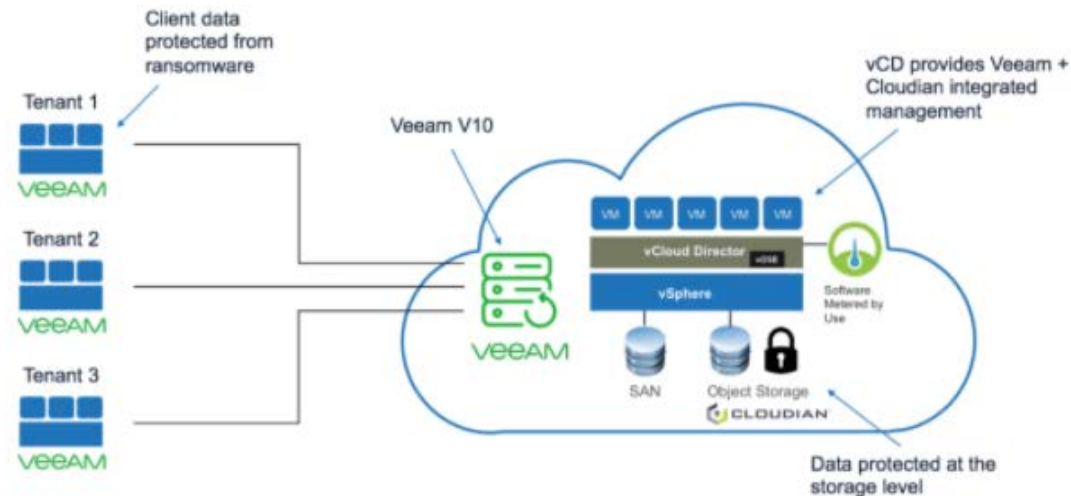 Client data
protected from
ransomware
Tenant 1
VeeAM
Tenant 2
VeeAM
Tenant 3
VeeAM
Veeam V10
VeeAM
vCD provides Veeam +
Cloudian integrated
management
VM VM VM VM VM
vCloud Director
vOSE
vSphere
Software
Metered by
Use
SAN
Object Storage
CLOUDIAN
Data protected at the
storage level